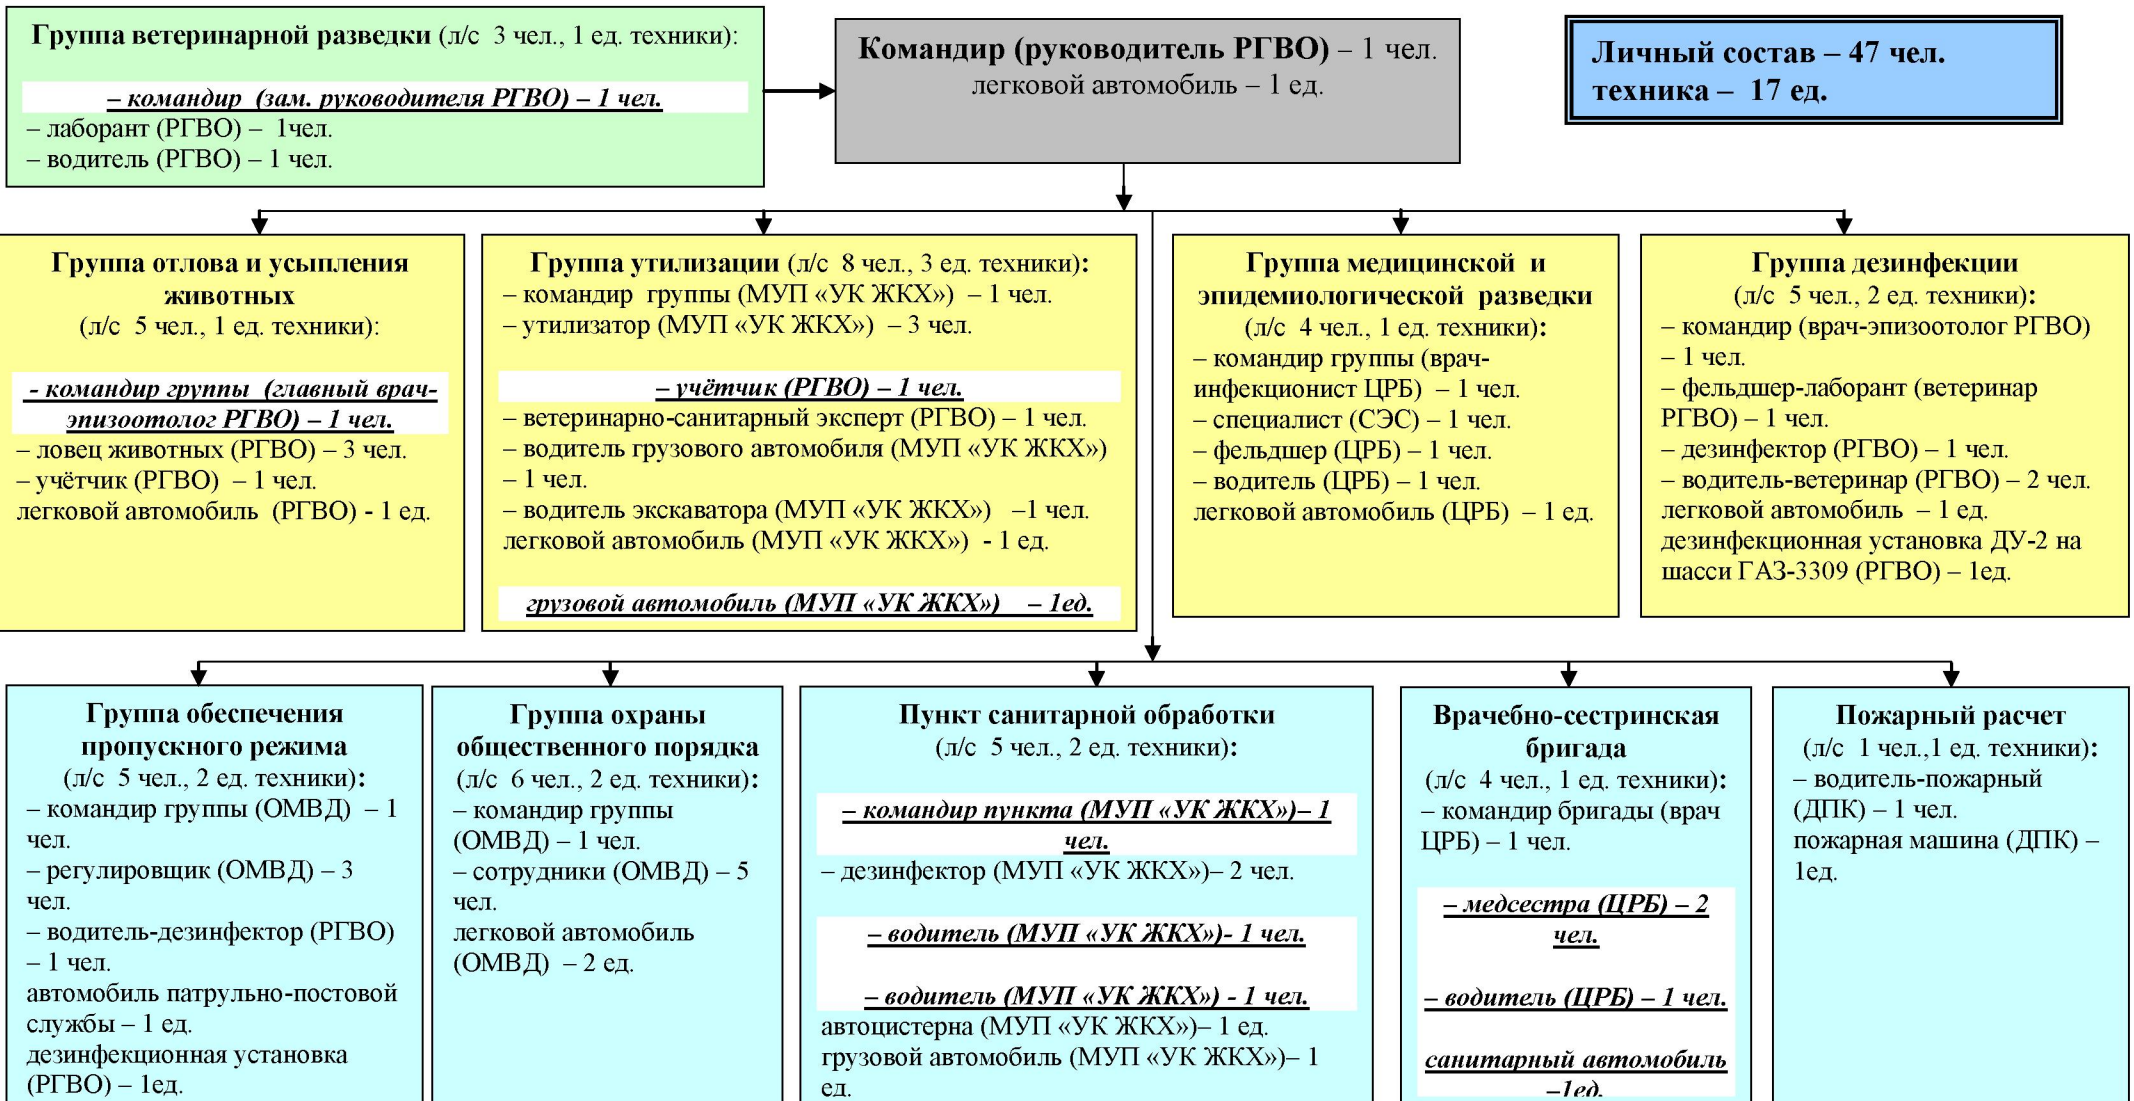 Группа ветеринарной разведки (л/с 3 чел., 1 ед. техники):
– командир (зам. руководителя РГВО) – 1 чел.
– лаборант (РГВО) – 1чел.
– водитель (РГВО) – 1 чел.
Командир (руководитель РГВО) – 1 чел.
легковой автомобиль – 1 ед.
Личный состав – 47 чел.
техника – 17 ед.
Группа отлова и усыпления
животных
(л/с 5 чел., 1 ед. техники):
- командир группы (главный врач-
эпизоотолог РГВО) – 1 чел.
– ловец животных (РГВО) – 3 чел.
– учётчик (РГВО) – 1 чел.
легковой автомобиль (РГВО) - 1 ед.
Группа утилизации (л/с 8 чел., 3 ед. техники):
– командир группы (МУП «УК ЖКХ») – 1 чел.
– утилизатор (МУП «УК ЖКХ») – 3 чел.
– учётчик (РГВО) – 1 чел.
– ветеринарно-санитарный эксперт (РГВО) – 1 чел.
– водитель грузового автомобиля (МУП «УК ЖКХ»)
– 1 чел.
– водитель экскаватора (МУП «УК ЖКХ») –1 чел.
легковой автомобиль (МУП «УК ЖКХ») - 1 ед.
грузовой автомобиль (МУП «УК ЖКХ») – 1ед.
Группа медицинской и
эпидемиологической разведки
(л/с 4 чел., 1 ед. техники):
– командир группы (врач-
инфекционист ЦРБ) – 1 чел.
– специалист (СЭС) – 1 чел.
– фельдшер (ЦРБ) – 1 чел.
– водитель (ЦРБ) – 1 чел.
легковой автомобиль (ЦРБ) – 1 ед.
Группа дезинфекции
(л/с 5 чел., 2 ед. техники):
– командир (врач-эпизоотолог РГВО)
– 1 чел.
– фельдшер-лаборант (ветеринар
РГВО) – 1 чел.
– дезинфектор (РГВО) – 1 чел.
– водитель-ветеринар (РГВО) – 2 чел.
легковой автомобиль – 1 ед.
дезинфекционная установка ДУ-2 на
шасси ГАЗ-3309 (РГВО) – 1ед.
Группа обеспечения
пропускного режима
(л/с 5 чел., 2 ед. техники):
– командир группы (ОМВД) – 1
чел.
– регулировщик (ОМВД) – 3
чел.
– водитель-дезинфектор (РГВО)
– 1 чел.
автомобиль патрульно-постовой
службы – 1 ед.
дезинфекционная установка
(РГВО) – 1ед.
Группа охраны
общественного порядка
(л/с 6 чел., 2 ед. техники):
– командир группы
(ОМВД) – 1 чел.
– сотрудники (ОМВД) – 5
чел.
легковой автомобиль
(ОМВД) – 2 ед.
Пункт санитарной обработки
(л/с 5 чел., 2 ед. техники):
– командир пункта (МУП «УК ЖКХ»)– 1
чел.
– дезинфектор (МУП «УК ЖКХ»)– 2 чел.
– водитель (МУП «УК ЖКХ»)- 1 чел.
– водитель (МУП «УК ЖКХ») - 1 чел.
автоцистерна (МУП «УК ЖКХ»)– 1 ед.
грузовой автомобиль (МУП «УК ЖКХ»)– 1
ед.
Врачебно-сестринская
бригада
(л/с 4 чел., 1 ед. техники):
– командир бригады (врач
ЦРБ) – 1 чел.
– медсестра (ЦРБ) – 2
чел.
– водитель (ЦРБ) – 1 чел.
санитарный автомобиль
–1ед.
Пожарный расчет
(л/с 1 чел.,1 ед. техники):
– водитель-пожарный
(ДПК) – 1 чел.
пожарная машина (ДПК) –
1ед.